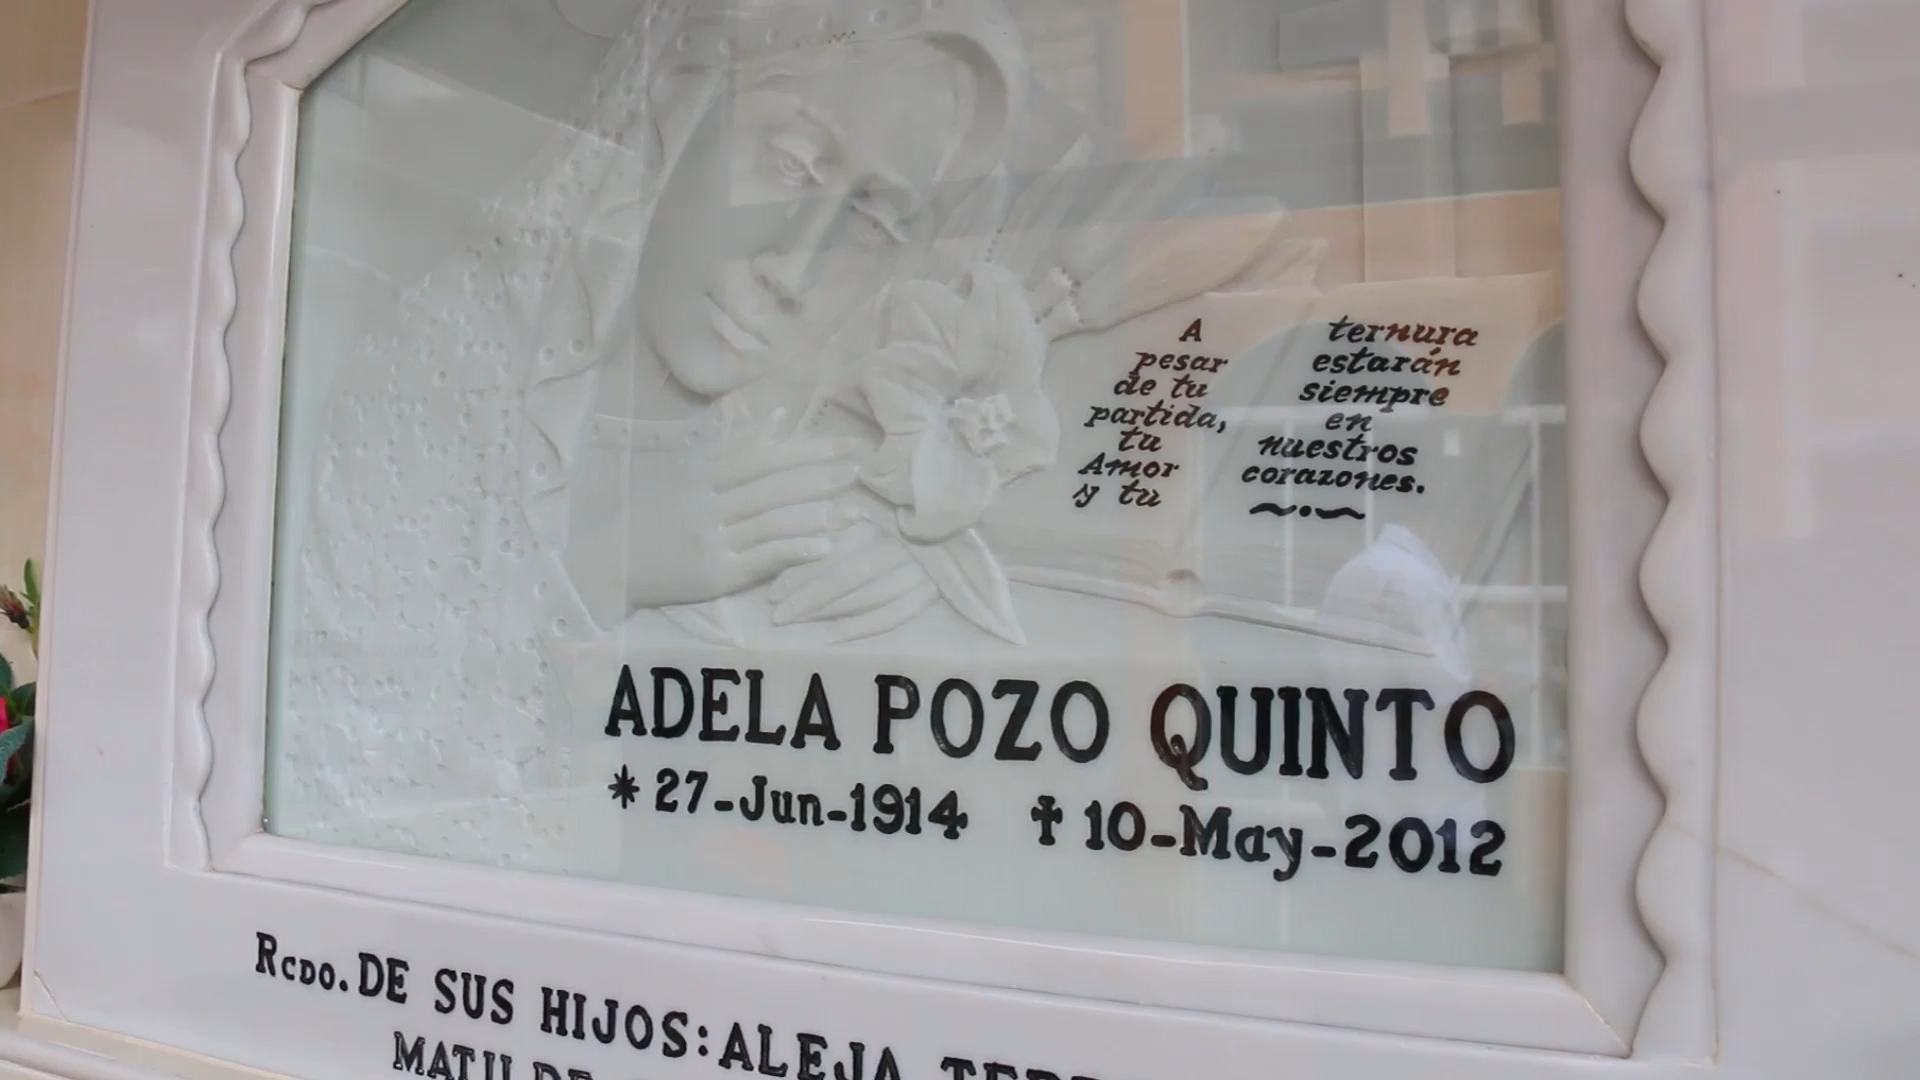 A
pesar
de tu
partida,
tu
Amor
y tu
ternura
estarán
siempre
en
nuestros
corazones.
ADELA POZO QUINTO
* 27-Jun-1914 ✝ 10-May-2012
Rcdo. DE SUS HIJOS: ALEJA